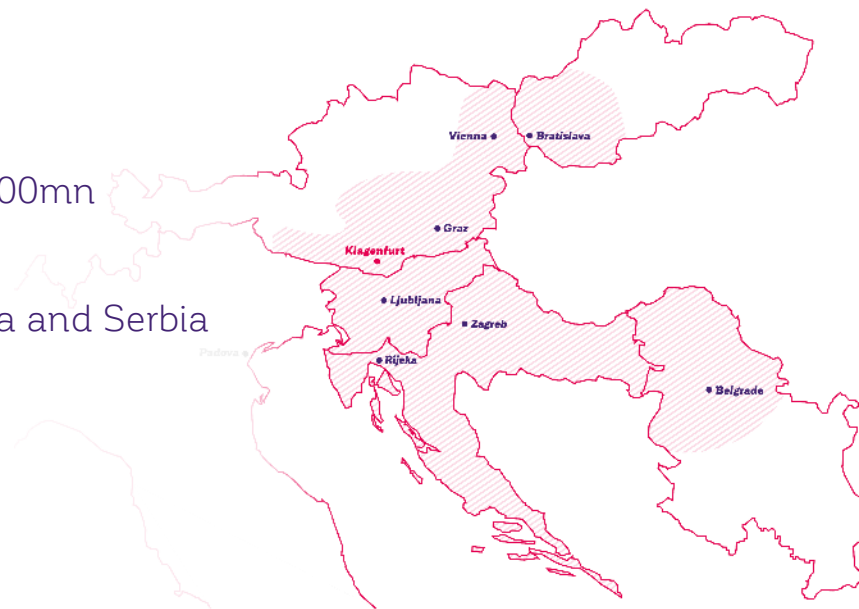 00mn
a and Serbia
Vienna
Bratislava
Graz
Klagenfurt
Ljubljana
Zagreb
Padova
Rijeka
Belgrade